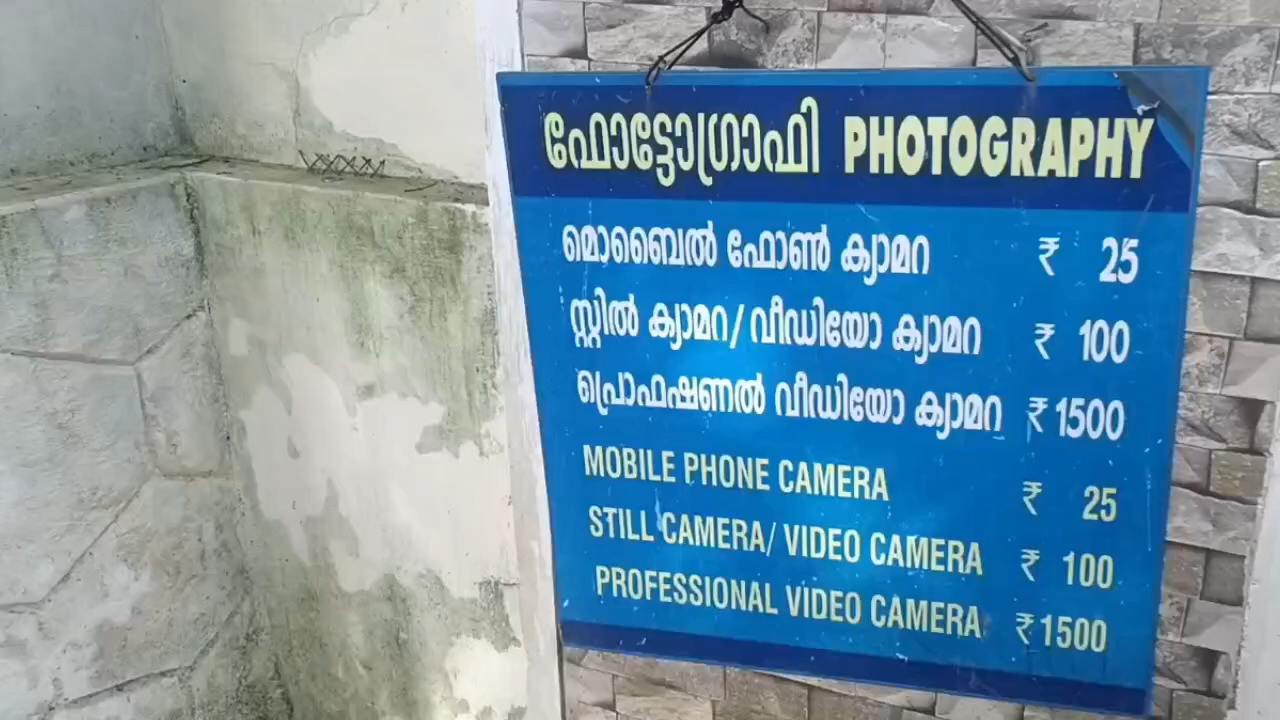 ഫോട്ടോഗ്രാഫി PHOTOGRAPHY
മൊബൈൽ ഫോൺ ക്യാമറ ₹ 25
സ്റ്റിൽ ക്യാമറ/ വീഡിയോ ക്യാമറ ₹ 100
പ്രൊഫഷണൽ വീഡിയോ ക്യാമറ ₹ 1500
MOBILE PHONE CAMERA ₹ 25
STILL CAMERA/ VIDEO CAMERA ₹ 100
PROFESSIONAL VIDEO CAMERA ₹ 1500